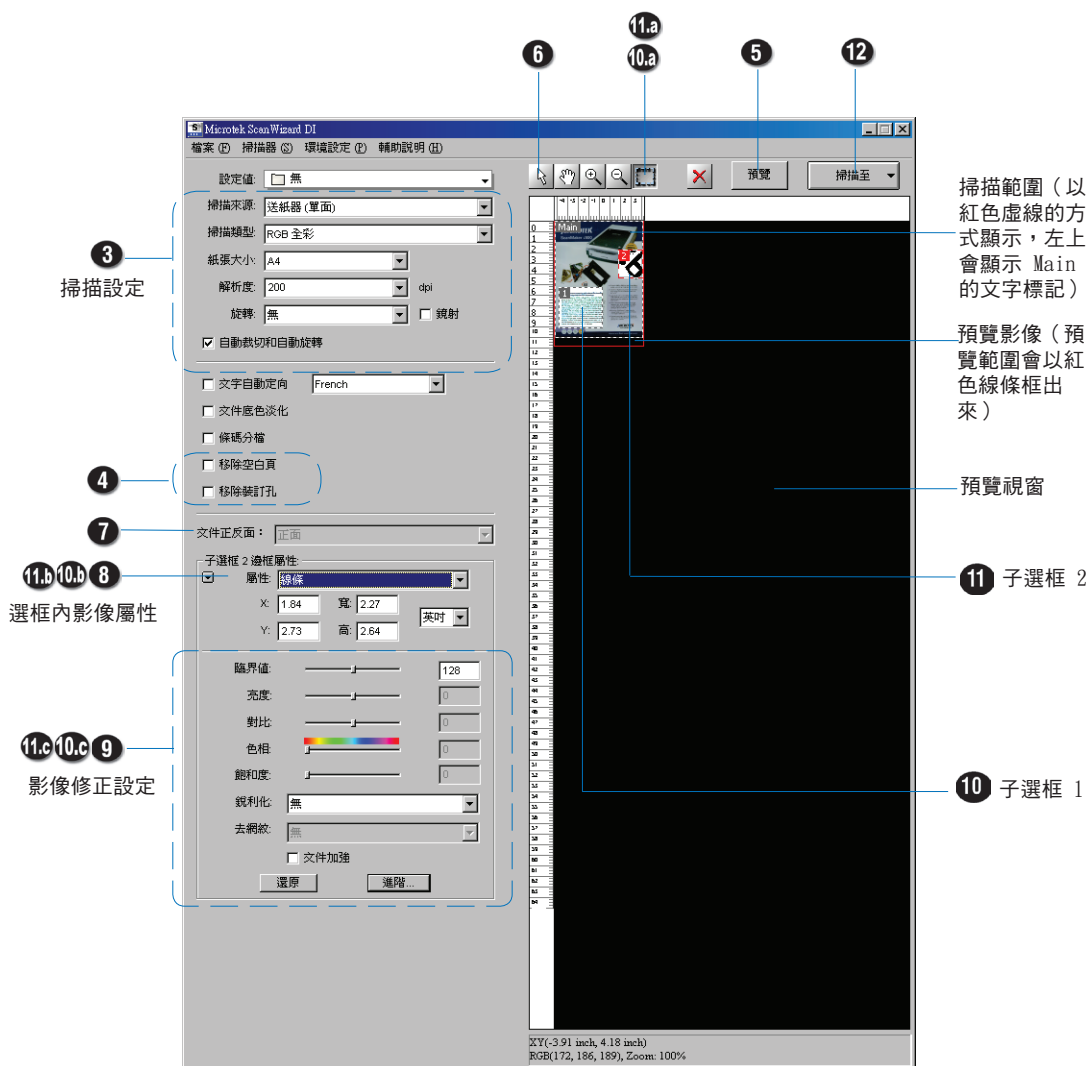 11.a
6
10.a
5
12
Microtek ScanWizard DI
檔案(F) 掃描器(S) 環境設定(P) 輔助說明(H)
設定值: 無
預覽
掃描至
掃描來源: 送紙器(單面)
掃描類型: RGB 全彩
紙張大小: A4
解析度: 200 dpi
旋轉: 無 鏡射
自動裁切和自動旋轉
3
掃描設定
文字自動定向 French
文件底色淡化
條碼分檔
移除空白頁
移除裝訂孔
4
7
文件正反面: 正面
子選框 2 邊框屬性:
11.b 10.b 8
選框內影像屬性
屬性: 線條
X: 1.84 寬: 2.27
英吋
Y: 2.73 高: 2.64
臨界值: 128
亮度: 0
對比: 0
色相: 0
飽和度: 0
銳利化: 無
去網紋: 無
文件加強
還原 進階...
11.c 10.c 9
影像修正設定
Main
2
1
掃描範圍(以
紅色虛線的方
式顯示,左上
會顯示 Main
的文字標記)
預覽影像(預
覽範圍會以紅
色線條框出
來)
預覽視窗
11 子選框 2
10 子選框 1
XY(-3.91 inch, 4.18 inch)
RGB(172, 186, 189), Zoom: 100%